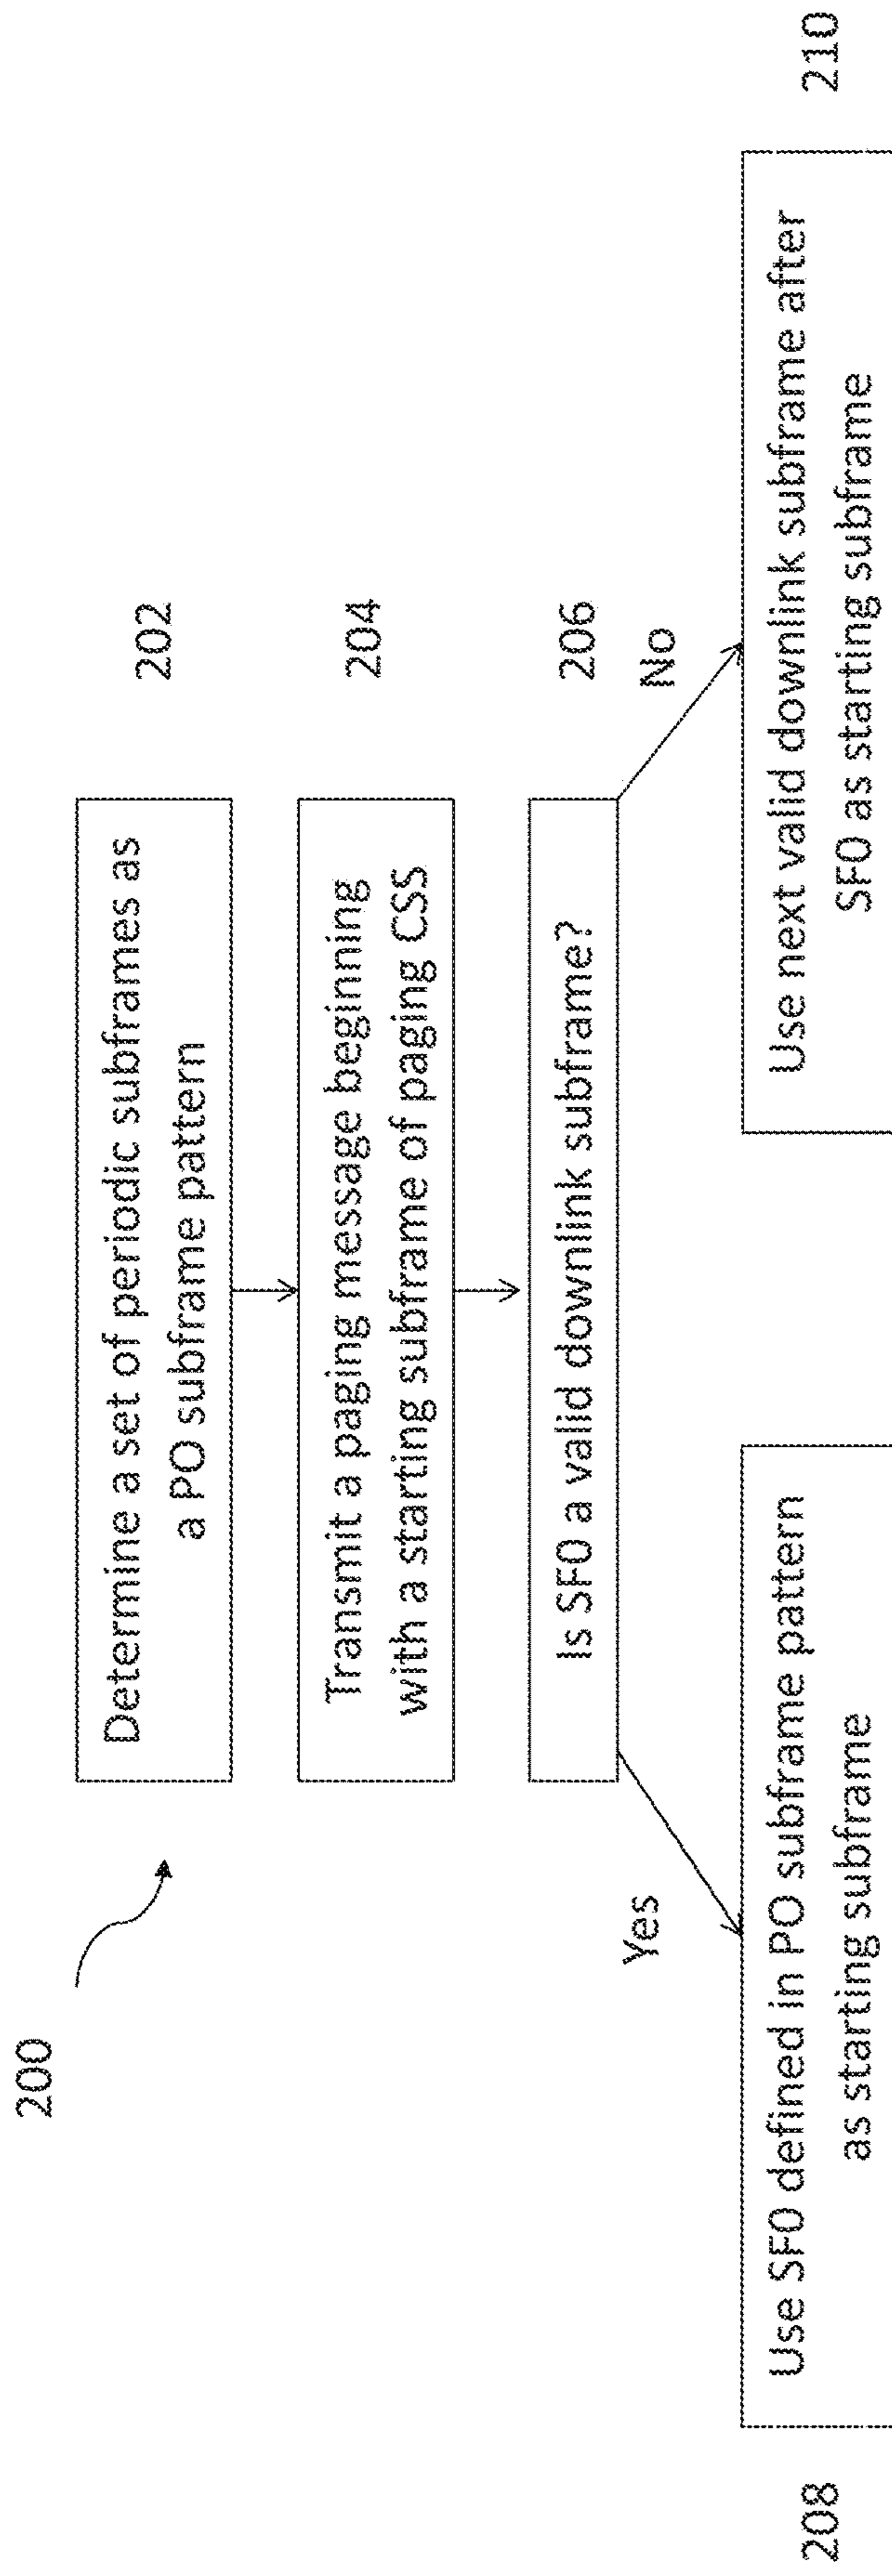 200
Determine a set of periodic subframes as
a PO subframe pattern
202
Transmit a paging message beginning
with a starting subframe of paging CSS
204
Is SF0 a valid downlink subframe?
206
Yes
No
208
Use SF0 defined in PO subframe pattern
as starting subframe
Use next valid downlink subframe after
SF0 as starting subframe
210